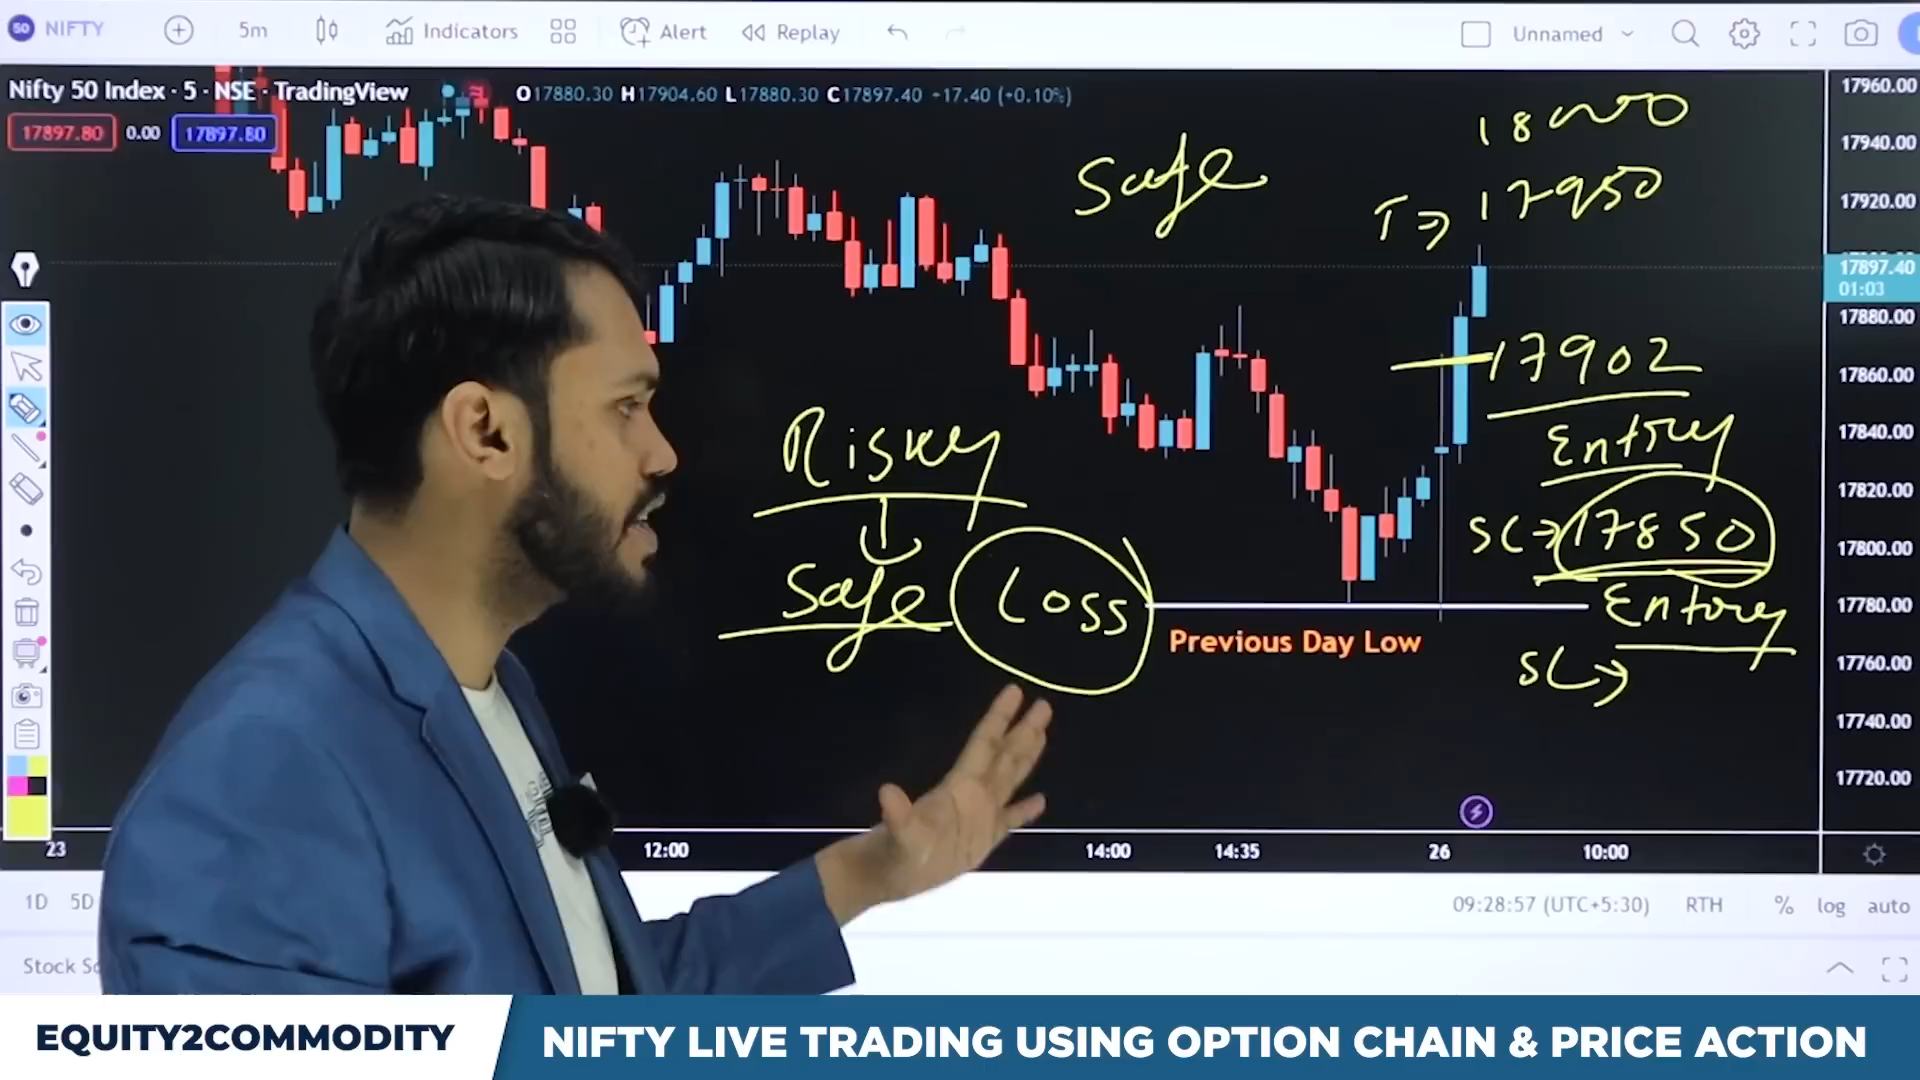 50 NIFTY 5m Indicators Alert Replay Unnamed
Nifty 50 Index · 5 · NSE · TradingView O17880.30 H17904.60 L17880.30 C17897.40 +17.40 (+0.10%)
17897.80 0.00 17897.80
17960.00
17940.00
17920.00
17897.40
01:03
17880.00
17860.00
17840.00
17820.00
17800.00
17780.00
17760.00
17740.00
17720.00
18000
Safe
T→ 17950
17902
Entry
Risky
SL→ 17850
Safe Loss
Entry
Previous Day Low
SL→
23 12:00 14:00 14:35 26 10:00
1D 5D 09:28:57 (UTC+5:30) RTH % log auto
Stock
EQUITY2COMMODITY
NIFTY LIVE TRADING USING OPTION CHAIN & PRICE ACTION